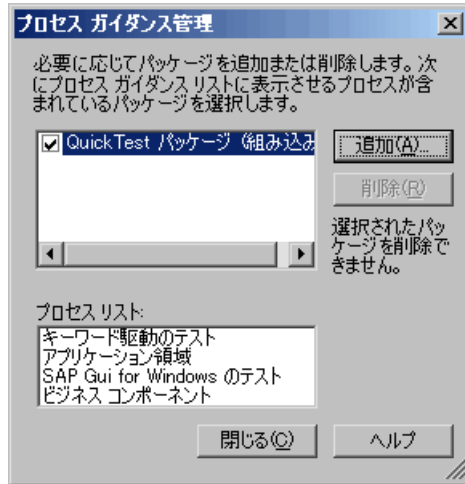 プロセス ガイダンス管理
必要に応じてパッケージを追加または削除します。次
にプロセス ガイダンス リストに表示させるプロセスが含
まれているパッケージを選択します。
QuickTest パッケージ (組み込み
追加(A)...
削除(R)
選択されたパッ
ケージを削除で
きません。
プロセス リスト:
キーワード駆動のテスト
アプリケーション領域
SAP Gui for Windows のテスト
ビジネス コンポーネント
閉じる(C)
ヘルプ